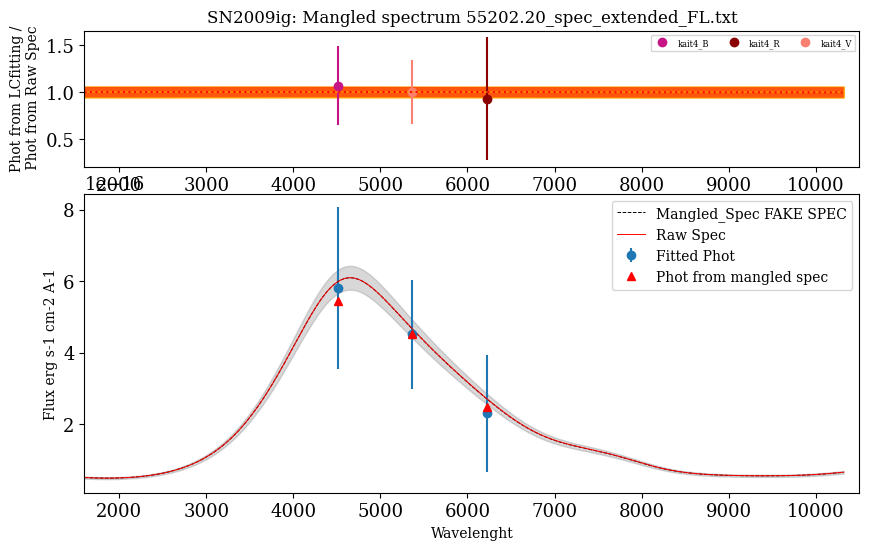 SN2009ig: Mangled spectrum 55202.20_spec_extended_FL.txt
Phot from LCfitting /
Phot from Raw Spec
1.5
1.0
0.5
kait4_B
kait4_R
kait4_V
2000 3000 4000 5000 6000 7000 8000 9000 10000
1e−16
Flux erg s-1 cm-2 A-1
8
6
4
2
Mangled_Spec FAKE SPEC
Raw Spec
Fitted Phot
Phot from mangled spec
2000 3000 4000 5000 6000 7000 8000 9000 10000
Wavelenght